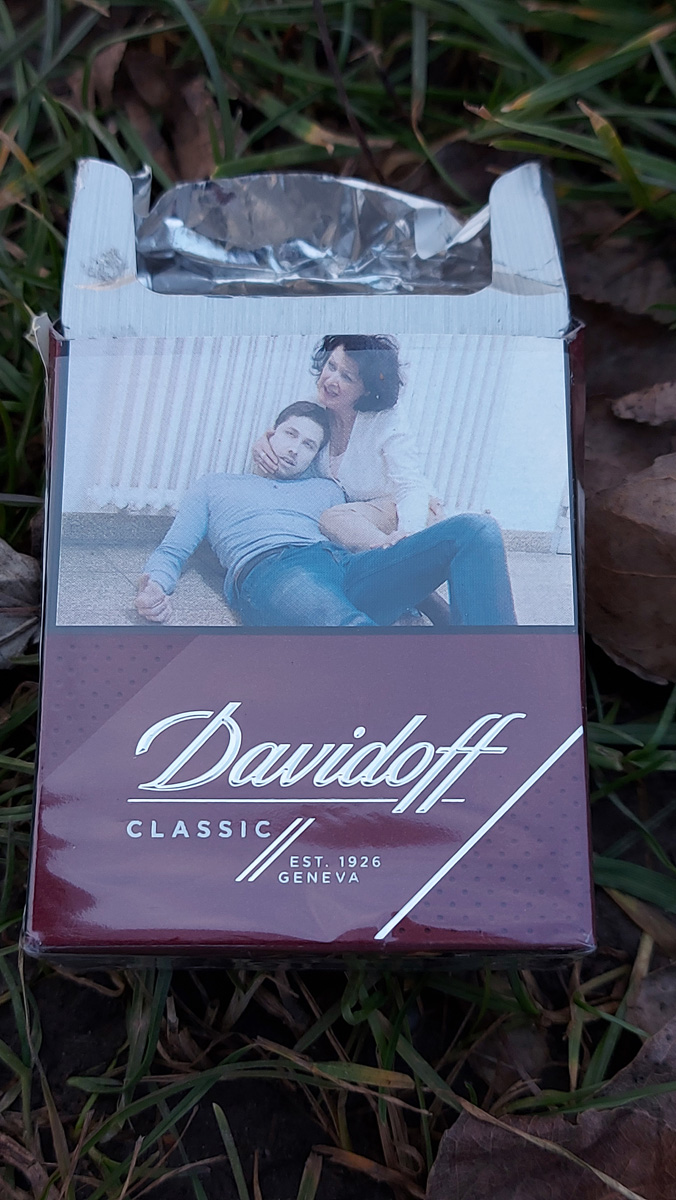 Davidoff
CLASSIC
EST. 1926
GENEVA